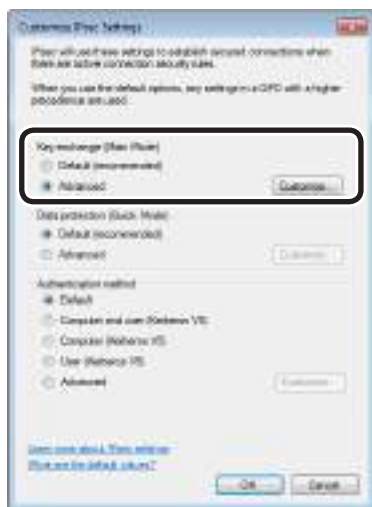 Customize IPsec Settings
IPsec will use these settings to establish secured connections when
there are active connection security rules.
When you use the default options, any settings in a GPO with a higher
precedence are used.
Key exchange (Main Mode)
Default (recommended)
Advanced Customize...
Data protection (Quick Mode)
Default (recommended)
Advanced Customize...
Authentication method
Default
Computer and user (Kerberos V5)
Computer (Kerberos V5)
User (Kerberos V5)
Advanced Customize...
Learn more about IPsec settings
What are the default values?
OK Cancel